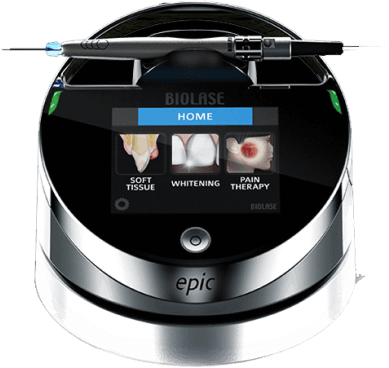 BIOLASE
HOME
SOFT
TISSUE
WHITENING
PAIN
THERAPY
BIOLASE
epic